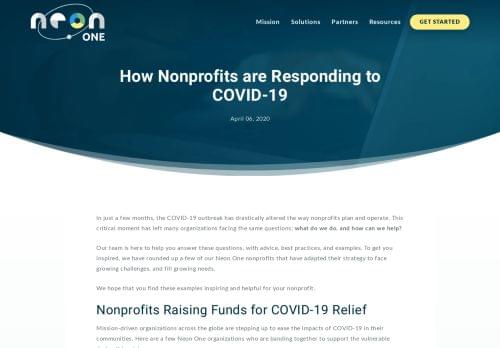 neon
ONE
Mission
Solutions
Partners
Resources
GET STARTED
How Nonprofits are Responding to
COVID-19
April 06, 2020
In just a few months, the COVID-19 outbreak has drastically altered the way nonprofits plan and operate. This
critical moment has left many organizations facing the same questions: what do we do, and how can we help?
Our team is here to help you answer these questions, with advice, best practices, and examples. To get you
inspired, we have rounded up a few of our Neon One nonprofits that have adapted their strategy to face
growing challenges, and fill growing needs.
We hope that you find these examples inspiring and helpful for your nonprofit.
Nonprofits Raising Funds for COVID-19 Relief
Mission-driven organizations across the globe are stepping up to ease the impacts of COVID-19 in their
communities. Here are a few Neon One organizations who are banding together to support the vulnerable